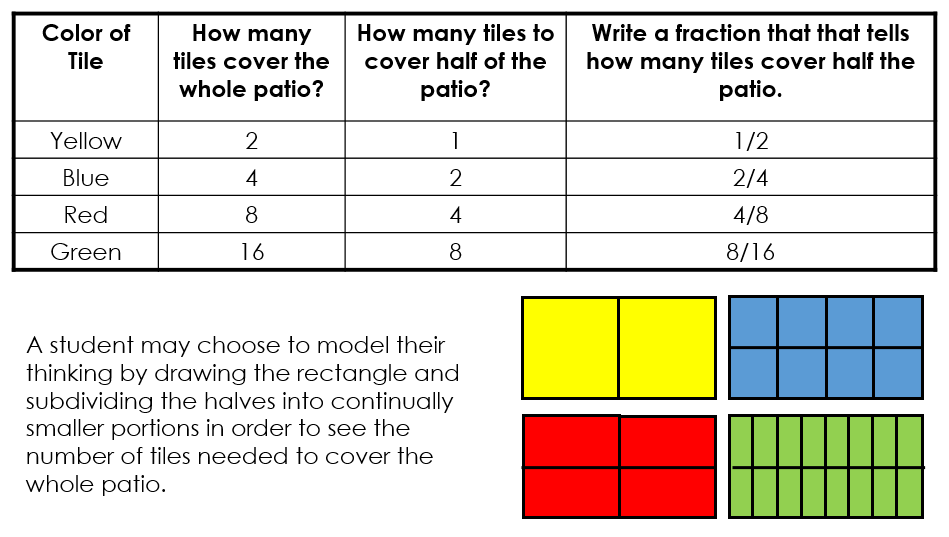 Color of Tile
How many tiles cover the whole patio?
How many tiles to cover half of the patio?
Write a fraction that that tells how many tiles cover half the patio.
Yellow 2 1 1/2
Blue 4 2 2/4
Red 8 4 4/8
Green 16 8 8/16
A student may choose to model their
thinking by drawing the rectangle and
subdividing the halves into continually
smaller portions in order to see the
number of tiles needed to cover the
whole patio.